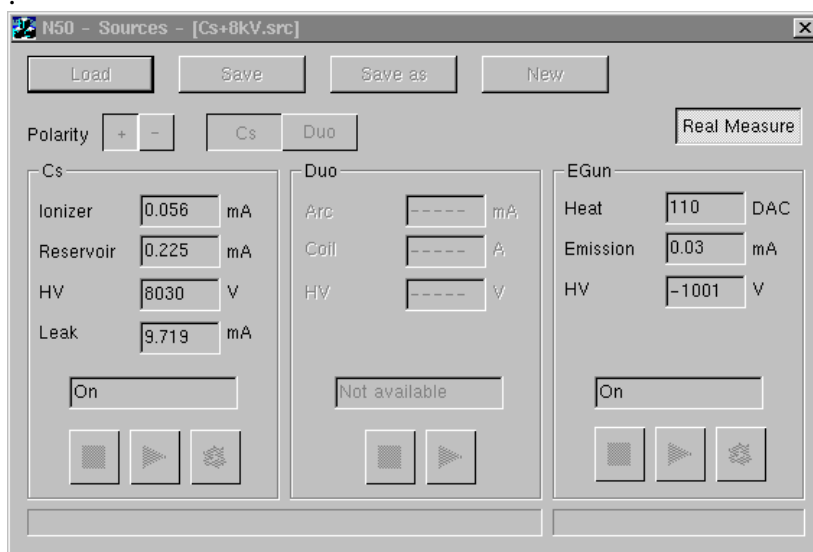 N50 - Sources - [Cs+8kV.src]
Load Save Save as New
Polarity + - Cs Duo Real Measure
Cs
Ionizer 0.056 mA
Reservoir 0.225 mA
HV 8030 V
Leak 9.719 mA
On
Duo
Arc ----- mA
Coil ----- A
HV ----- V
Not available
EGun
Heat 110 DAC
Emission 0.03 mA
HV -1001 V
On